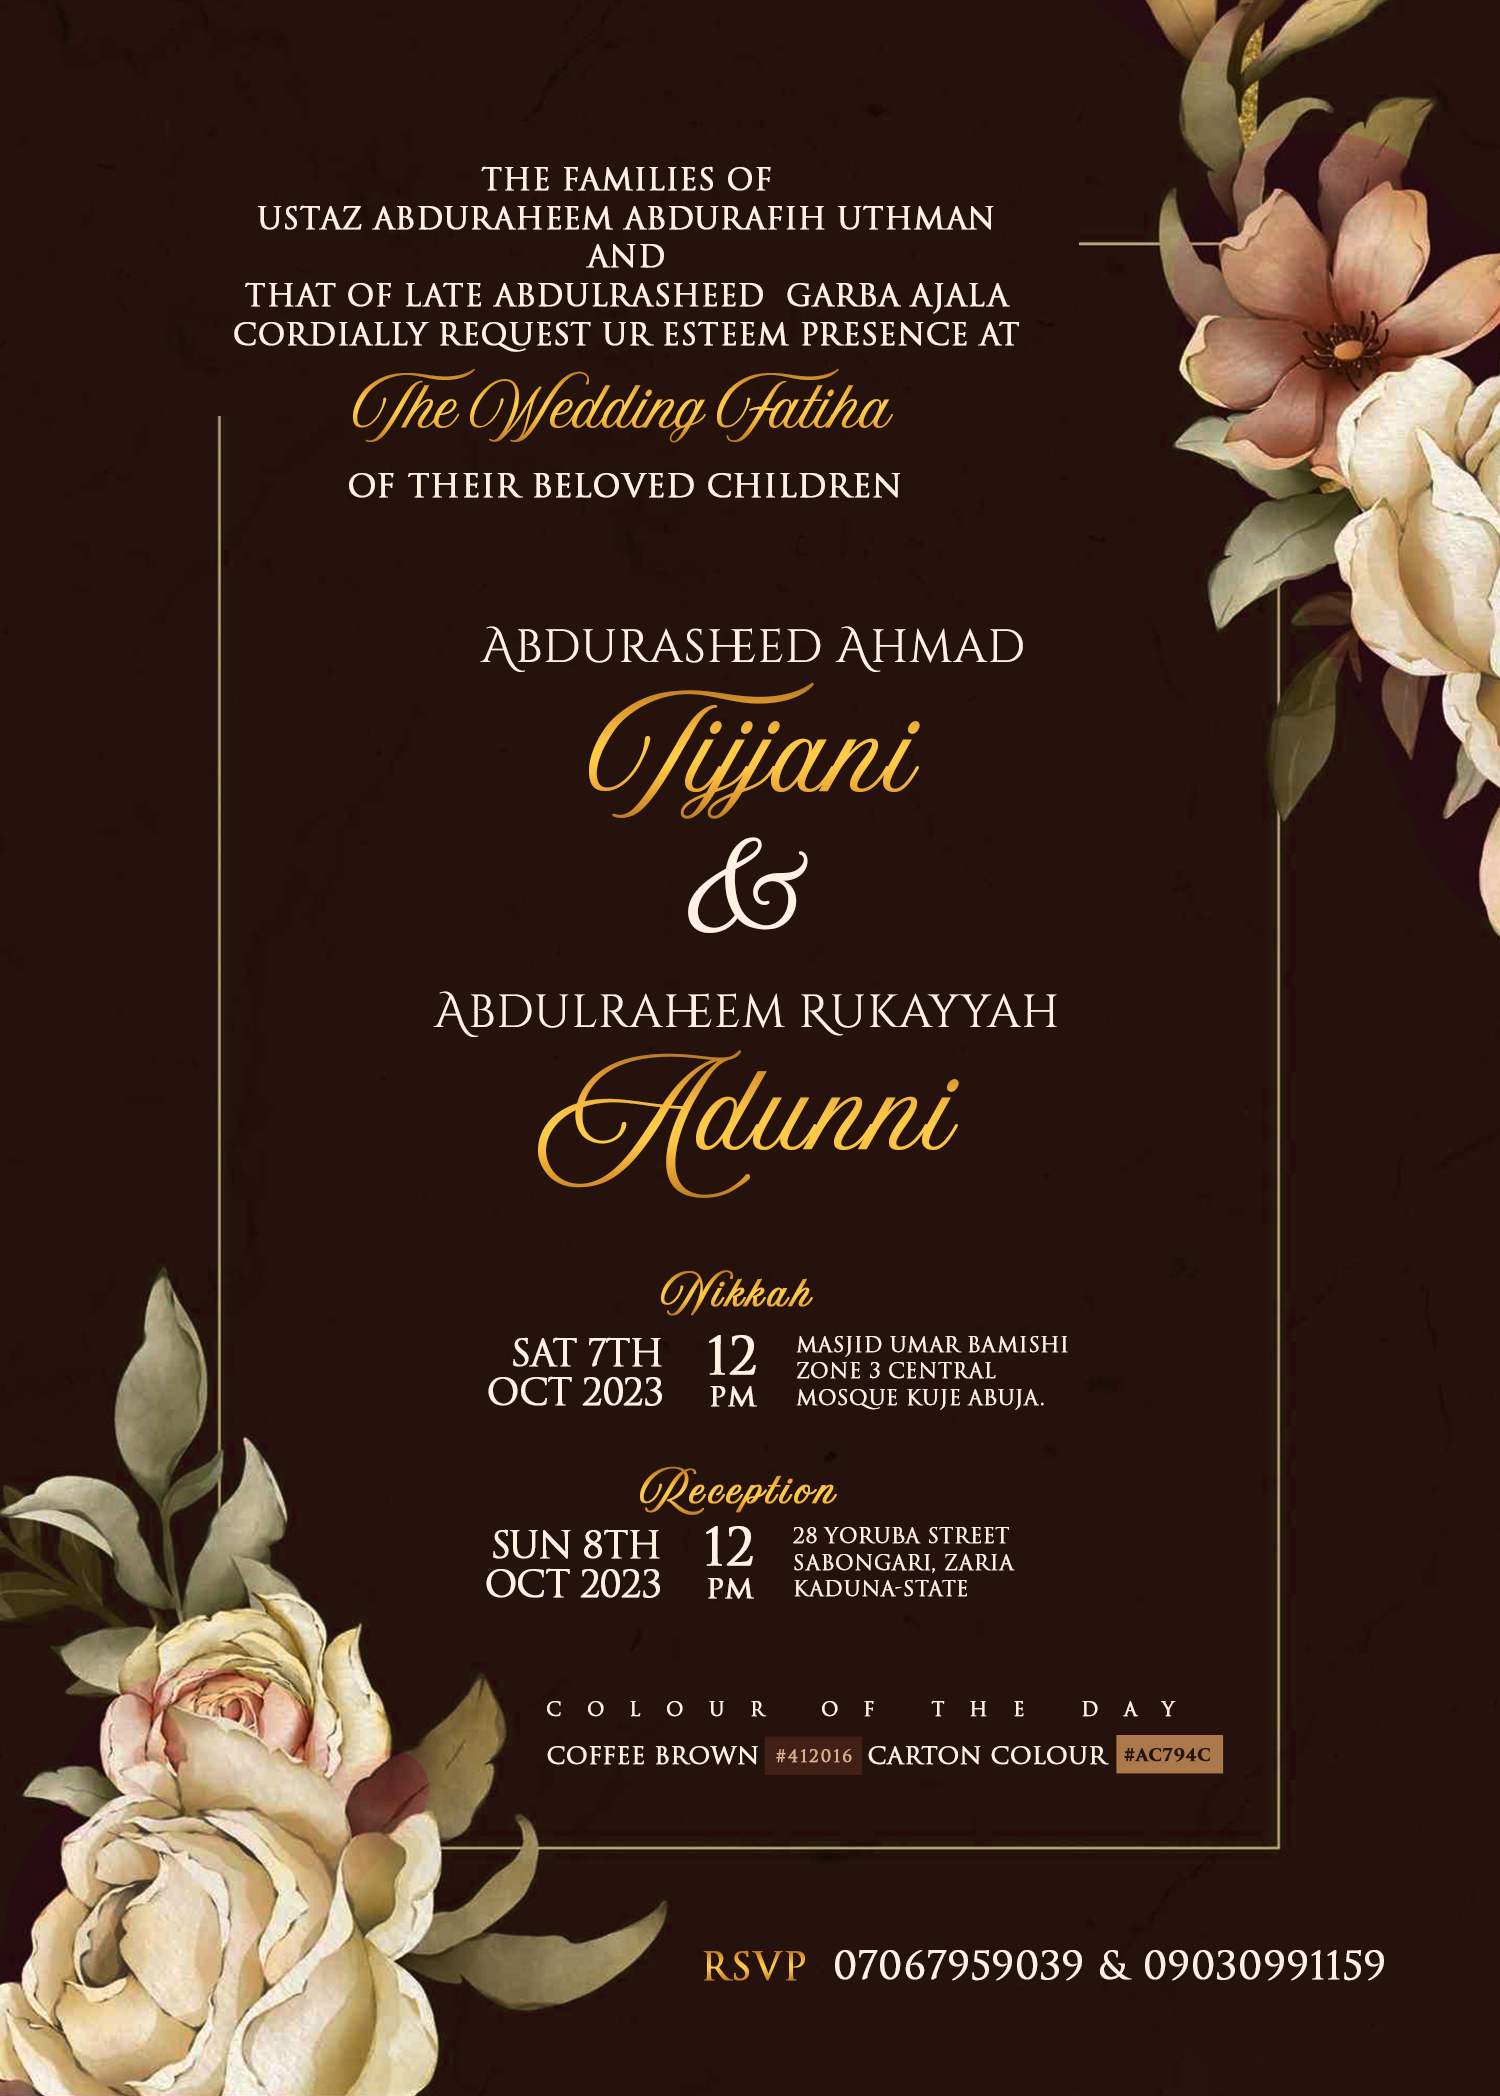 THE FAMILIES OF
USTAZ ABDURAHEEM ABDURAFIH UTHMAN
AND
THAT OF LATE ABDULRASHEED GARBA AJALA
CORDIALLY REQUEST UR ESTEEM PRESENCE AT
The Wedding Fatiha
OF THEIR BELOVED CHILDREN
ABDURASHEED AHMAD
Tijjani
&
ABDULRAHEEM RUKAYYAH
Adunni
Nikkah
SAT 7TH
OCT 2023
12
PM
MASJID UMAR BAMISHI
ZONE 3 CENTRAL
MOSQUE KUJE ABUJA.
Reception
SUN 8TH
OCT 2023
12
PM
28 YORUBA STREET
SABONGARI, ZARIA
KADUNA-STATE
COLOUR OF THE DAY
COFFEE BROWN #412016 CARTON COLOUR #AC794C
RSVP 07067959039 & 09030991159